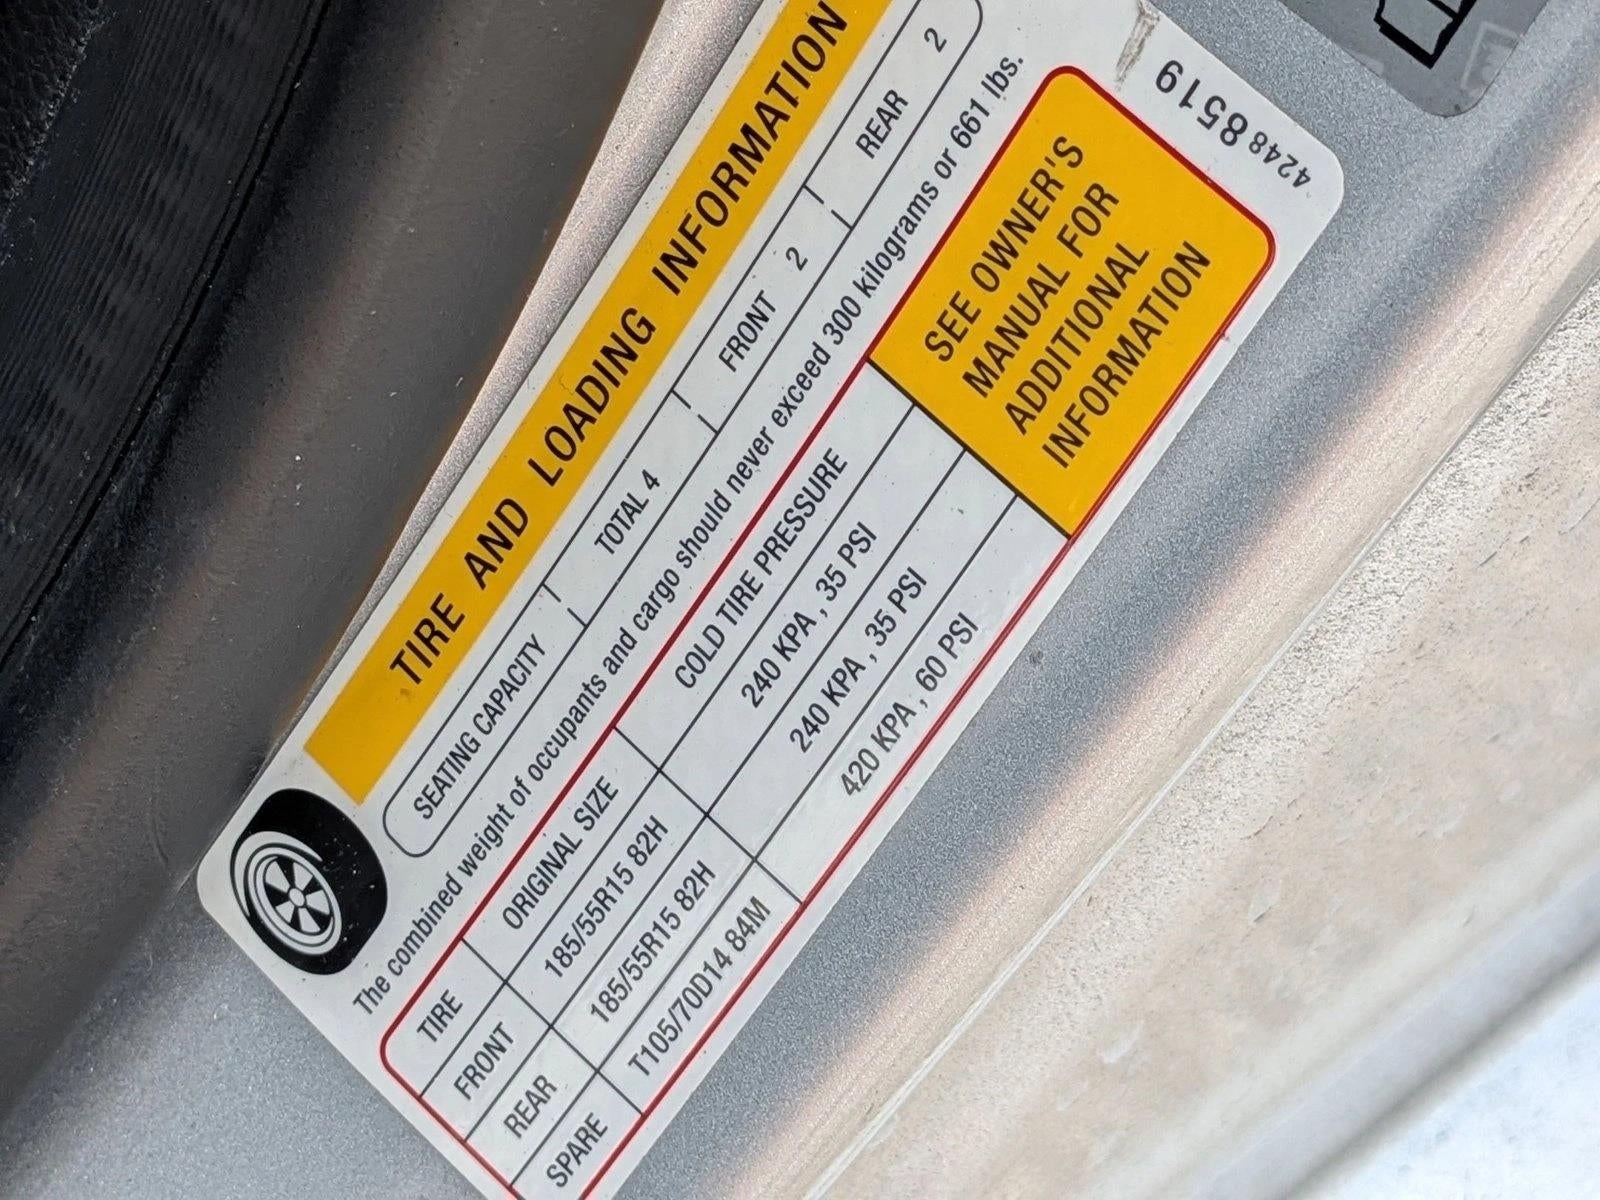 TIRE AND LOADING INFORMATION
SEATING CAPACITY TOTAL 4 FRONT 2 REAR 2
The combined weight of occupants and cargo should never exceed 300 kilograms or 661 lbs.
TIRE ORIGINAL SIZE COLD TIRE PRESSURE
FRONT 185/55R15 82H 240 KPA , 35 PSI
REAR 185/55R15 82H 240 KPA , 35 PSI
SPARE T105/70D14 84M 420 KPA , 60 PSI
SEE OWNER'S
MANUAL FOR
ADDITIONAL
INFORMATION
42488519